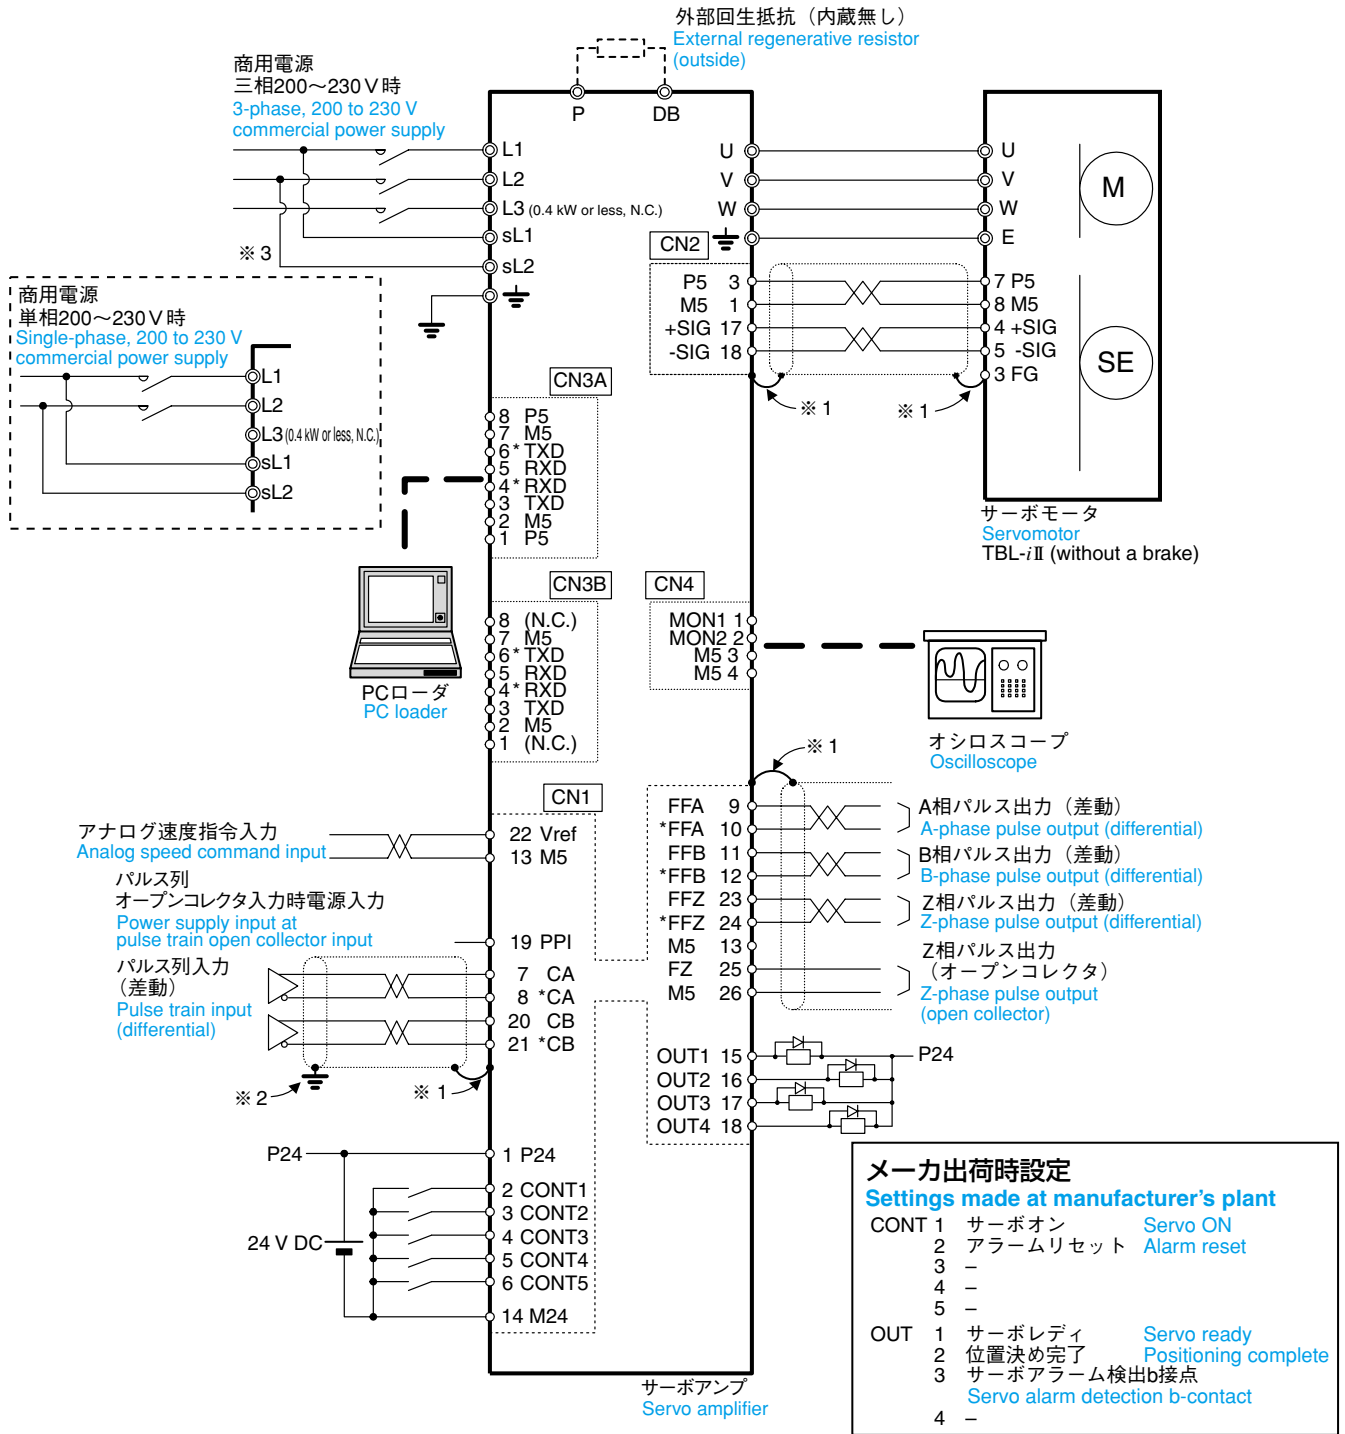 外部回生抵抗（内蔵無し）
External regenerative resistor
(outside)
商用電源
三相200～230V時
3-phase, 200 to 230 V
commercial power supply
P
DB
L1
L2
L3 (0.4 kW or less, N.C.)
sL1
sL2
※3
U
V
W
U
V
W
E
M
CN2
P5 3
M5 1
+SIG 17
-SIG 18
7 P5
8 M5
4 +SIG
5 -SIG
3 FG
SE
※1
※1
商用電源
単相200～230V時
Single-phase, 200 to 230 V
commercial power supply
L1
L2
L3 (0.4 kW or less, N.C.)
sL1
sL2
サーボモータ
Servomotor
TBL-iⅡ (without a brake)
CN3A
8 P5
7 M5
6 *TXD
5 RXD
4 *RXD
3 TXD
2 M5
1 P5
CN3B
8 (N.C.)
7 M5
6 *TXD
5 RXD
4 *RXD
3 TXD
2 M5
1 (N.C.)
PCローダ
PC loader
CN4
MON1 1
MON2 2
M5 3
M5 4
オシロスコープ
Oscilloscope
※1
CN1
アナログ速度指令入力
Analog speed command input
22 Vref
13 M5
パルス列
オープンコレクタ入力時電源入力
Power supply input at
pulse train open collector input
19 PPI
パルス列入力
（差動）
Pulse train input
(differential)
7 CA
8 *CA
20 CB
21 *CB
※2
※1
FFA 9
*FFA 10
FFB 11
*FFB 12
FFZ 23
*FFZ 24
M5 13
FZ 25
M5 26
A相パルス出力（差動）
A-phase pulse output (differential)
B相パルス出力（差動）
B-phase pulse output (differential)
Z相パルス出力（差動）
Z-phase pulse output (differential)
Z相パルス出力
（オープンコレクタ）
Z-phase pulse output
(open collector)
OUT1 15
OUT2 16
OUT3 17
OUT4 18
P24
P24
24 V DC
1 P24
2 CONT1
3 CONT2
4 CONT3
5 CONT4
6 CONT5
14 M24
サーボアンプ
Servo amplifier
メーカ出荷時設定
Settings made at manufacturer's plant
CONT 1 サーボオン Servo ON
2 アラームリセット Alarm reset
3 –
4 –
5 –
OUT 1 サーボレディ Servo ready
2 位置決め完了 Positioning complete
3 サーボアラーム検出b接点
Servo alarm detection b-contact
4 –